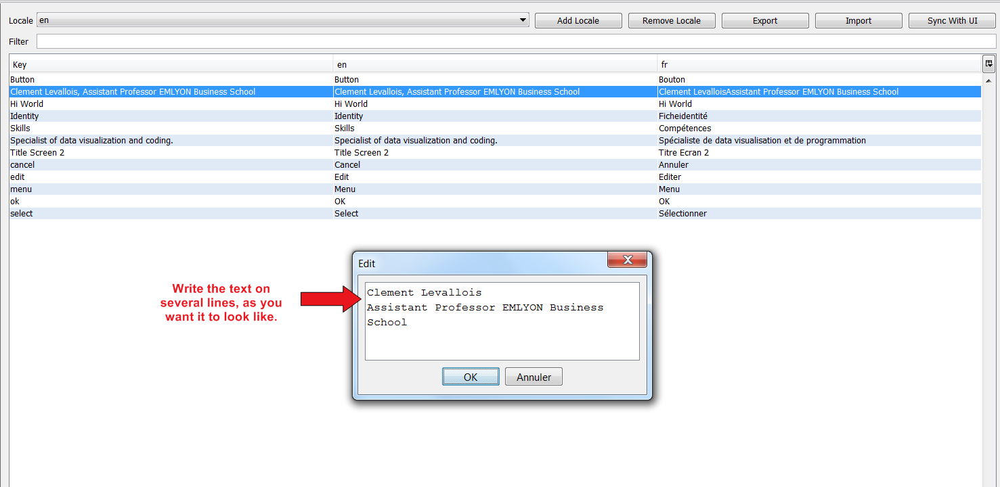 Locale en Add Locale Remove Locale Export Import Sync With UI
Filter
Key en fr
Button Button Bouton
Clement Levallois, Assistant Professor EMLYON Business School Clement Levallois, Assistant Professor EMLYON Business School Clement LevalloisAssistant Professor EMLYON Business School
Hi World Hi World Hi World
Identity Identity Ficheidentité
Skills Skills Compétences
Specialist of data visualization and coding. Specialist of data visualization and coding. Spécialiste de data visualisation et de programmation
Title Screen 2 Title Screen 2 Titre Ecran 2
cancel Cancel Annuler
edit Edit Editer
menu Menu Menu
ok OK OK
select Select Sélectionner
Write the text on
several lines, as you
want it to look like.
Edit
Clement Levallois
Assistant Professor EMLYON Business
School
OK Annuler